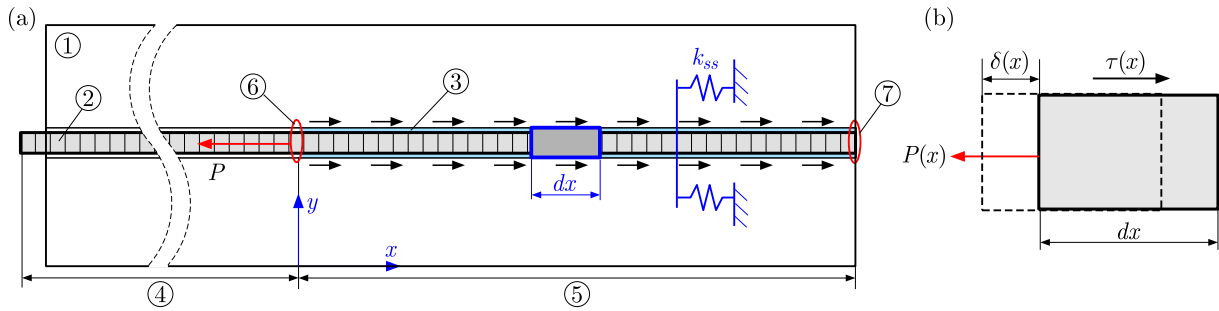 (a)
(b)
①
k_ss
δ(x)
τ(x)
②
⑥
③
⑦
P
P(x)
dx
y
dx
x
④
⑤